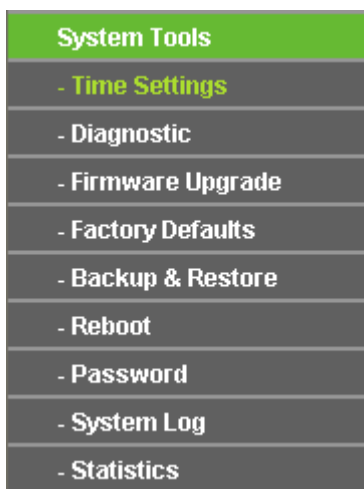 System Tools
- Time Settings
- Diagnostic
- Firmware Upgrade
- Factory Defaults
- Backup & Restore
- Reboot
- Password
- System Log
- Statistics